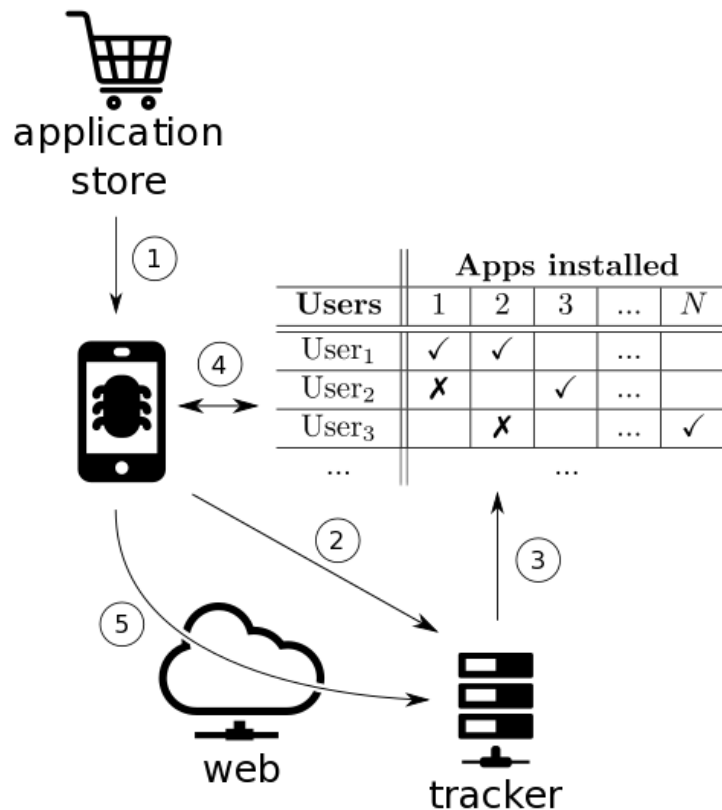 application
store
1
Apps installed
Users 1 2 3 ... N
User₁ ✓ ✓ ...
User₂ ✗ ✓ ...
User₃ ✗ ... ✓
... ...
4
2
3
5
web
tracker